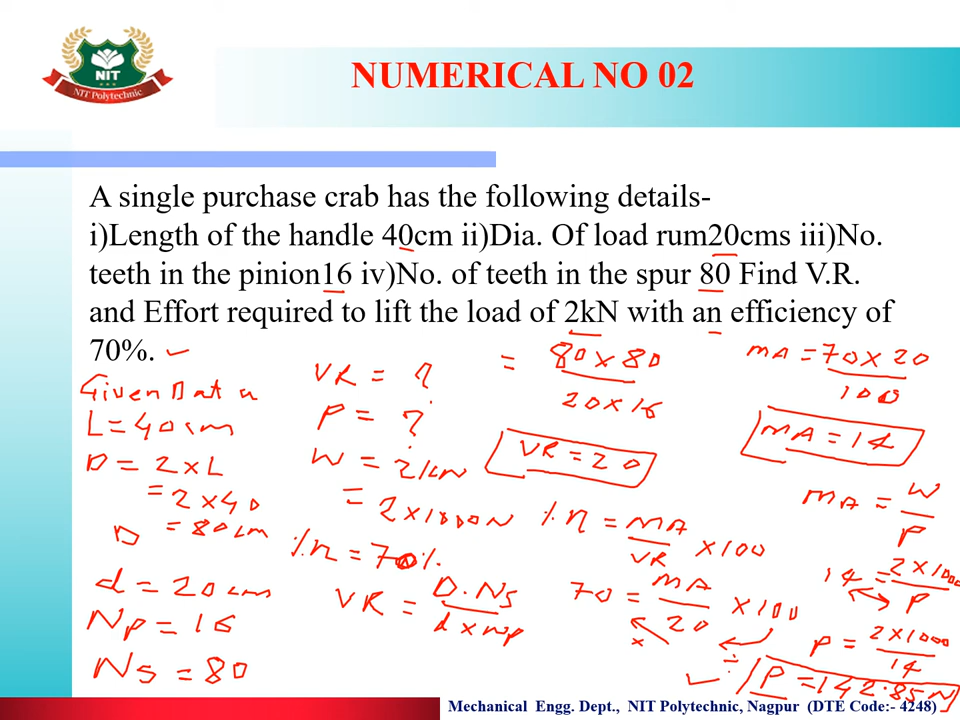 NIT
NIT Polytechnic
NUMERICAL NO 02
A single purchase crab has the following details-
i)Length of the handle 40cm ii)Dia. Of load rum20cms iii)No.
teeth in the pinion16 iv)No. of teeth in the spur 80 Find V.R.
and Effort required to lift the load of 2kN with an efficiency of
70%.
Given Data
L = 40cm
D = 2 x L
= 2 x 40
D = 80cm
d = 20cm
Np = 16
Ns = 80
VR = ?
P = ?
W = 2kN
= 2 x 1000N
%η = 70%
VR = D.Ns
d x Np
= 80 x 80
20 x 16
VR = 20
%η = MA
VR x 100
70 = MA
20 x 100
MA = 70 x 20
100
MA = 14
MA = W
P
14 = 2 x 1000
P
P = 2 x 1000
14
P = 142.85N
Mechanical Engg. Dept., NIT Polytechnic, Nagpur (DTE Code:- 4248)